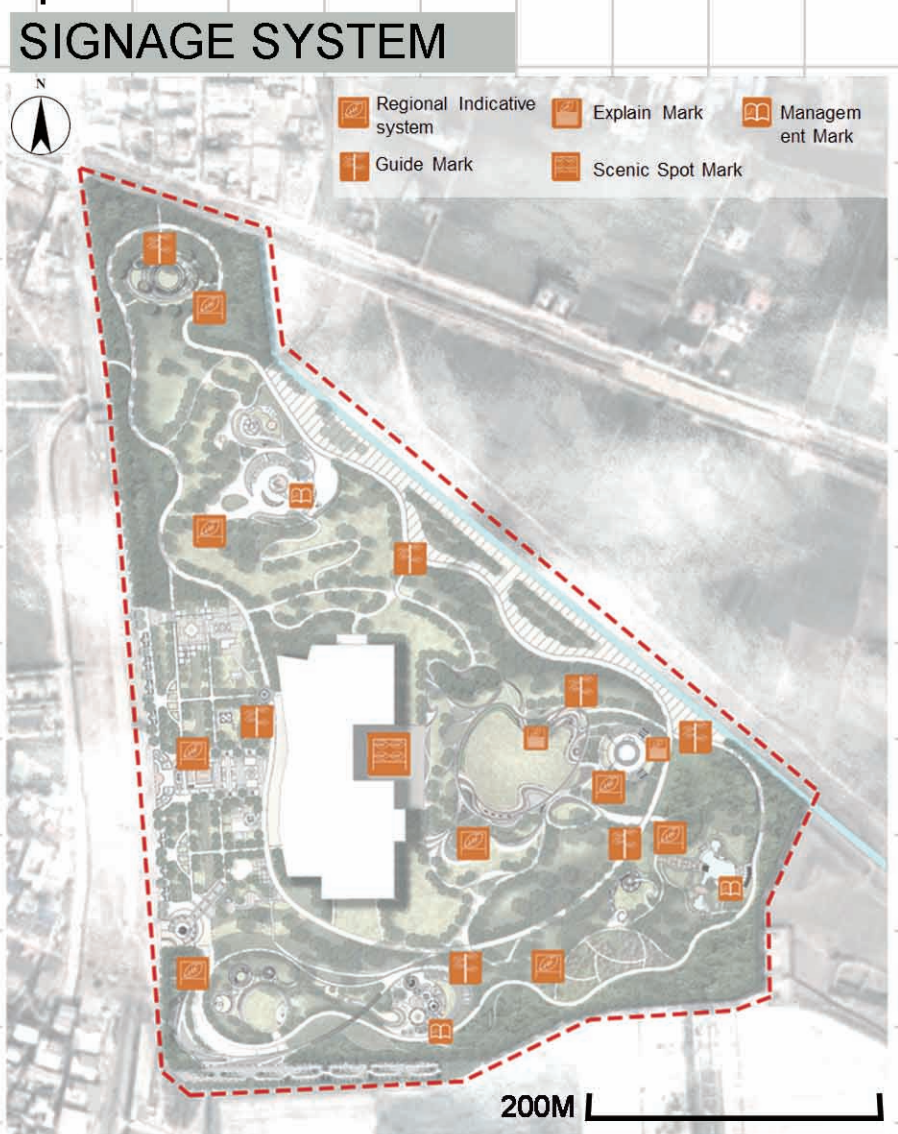 SIGNAGE SYSTEM
N
Regional Indicative
system
Explain Mark
Managem
ent Mark
Guide Mark
Scenic Spot Mark
200M